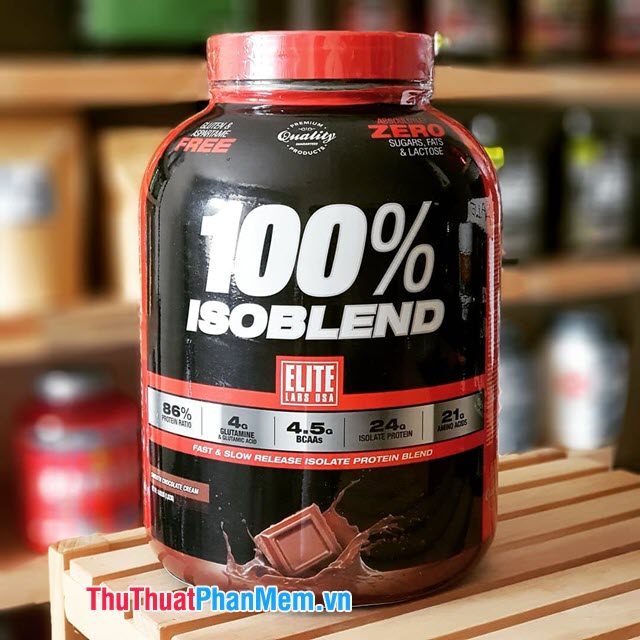 GLUTEN &
ASPARTAME
FREE
PREMIUM
Quality
GUARANTEED
PRODUCTS
ZERO
SUGARS, FATS
& LACTOSE
100%
ISOBLEND
ELITE
LABS USA
86%
PROTEIN RATIO
4G
GLUTAMINE
& GLUTAMIC ACID
4.5G
BCAAs
24G
ISOLATE PROTEIN
21G
AMINO ACIDS
FAST & SLOW RELEASE ISOLATE PROTEIN BLEND
CHOCOLATE CREAM
ThuThuatPhanMem.vn